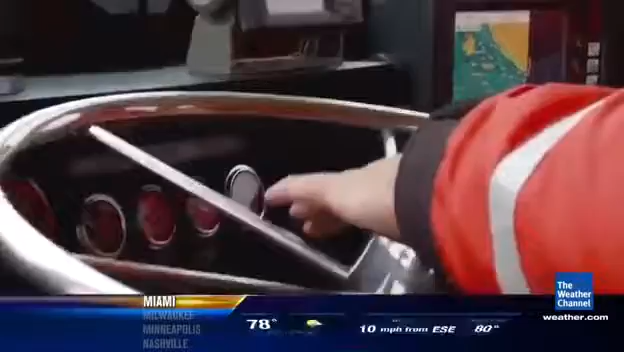 MIAMI
MILWAUKEE
MINNEAPOLIS
NASHVILLE
78°
10 mph from ESE
80°
The
Weather
Channel
weather.com